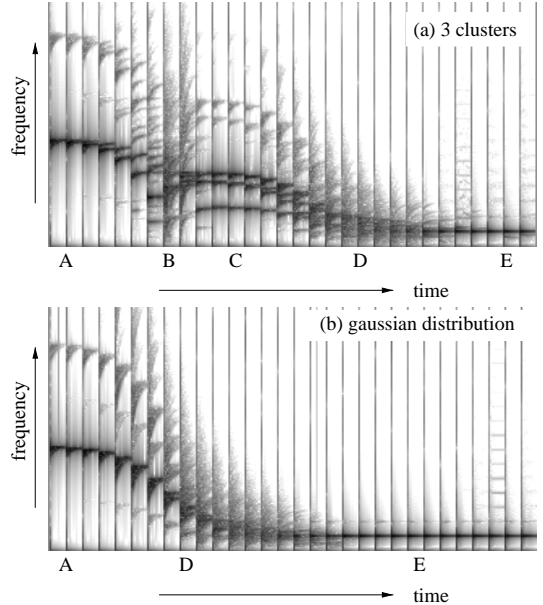 (a) 3 clusters
frequency
A B C D E
time
(b) gaussian distribution
frequency
A D E
time